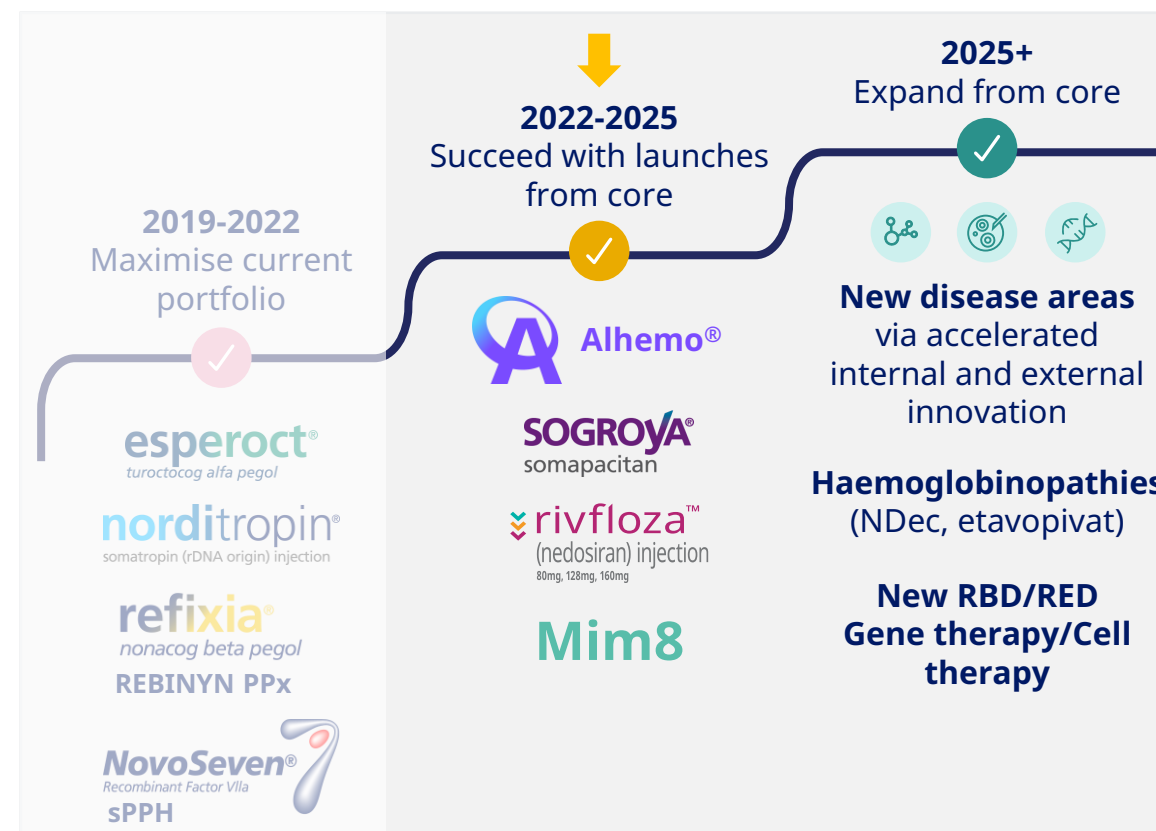 2019-2022
Maximise current
portfolio
esperoct®
turoctocog alfa pegol
norditropin®
somatropin (rDNA origin) injection
refixia®
nonacog beta pegol
REBINYN PPx
NovoSeven®
Recombinant Factor VIIa
sPPH
2022-2025
Succeed with launches
from core
Alhemo®
SOGROYA®
somapacitan
rivfloza™
(nedosiran) injection
80mg, 128mg, 160mg
Mim8
2025+
Expand from core
New disease areas
via accelerated
internal and external
innovation
Haemoglobinopathies
(NDec, etavopivat)
New RBD/RED
Gene therapy/Cell
therapy